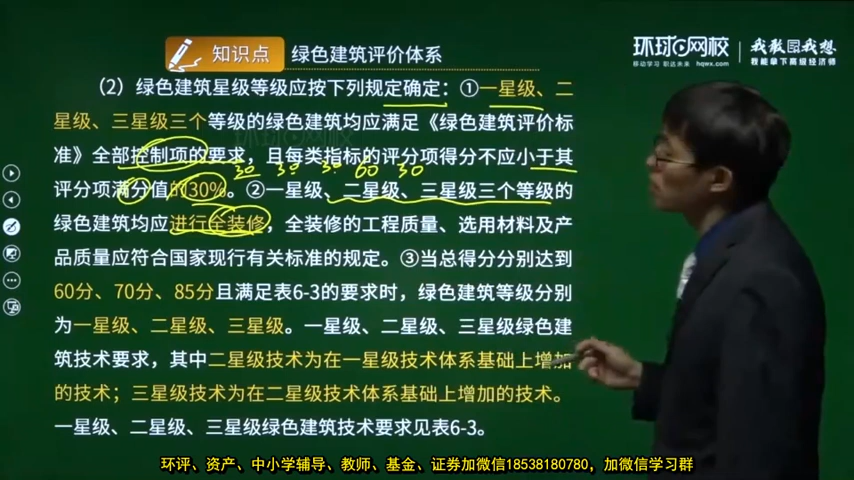 知识点 绿色建筑评价体系
环球网校 我敢我想
移动学习 职达未来 hqwx.com 我能拿下高级经济师
（2）绿色建筑星级等级应按下列规定确定：①一星级、二
星级、三星级三个等级的绿色建筑均应满足《绿色建筑评价标
准》全部控制项的要求，且每类指标的评分项得分不应小于其
30 30 30 60 30
评分项满分值的30%。②一星级、二星级、三星级三个等级的
绿色建筑均应进行全装修，全装修的工程质量、选用材料及产
品质量应符合国家现行有关标准的规定。③当总得分分别达到
60分、70分、85分且满足表6-3的要求时，绿色建筑等级分别
为一星级、二星级、三星级。一星级、二星级、三星级绿色建
筑技术要求，其中二星级技术为在一星级技术体系基础上增加
的技术；三星级技术为在二星级技术体系基础上增加的技术。
一星级、二星级、三星级绿色建筑技术要求见表6-3。
环评、资产、中小学辅导、教师、基金、证券加微信18538180780，加微信学习群